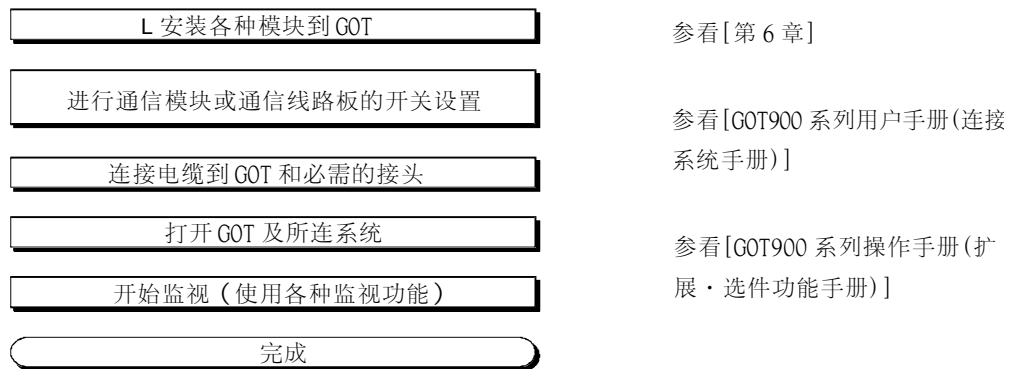 L 安装各种模块到 GOT
参看[第 6 章]
进行通信模块或通信线路板的开关设置
参看[GOT900 系列用户手册(连接
系统手册)]
连接电缆到 GOT 和必需的接头
打开 GOT 及所连系统
参看[GOT900 系列操作手册(扩
展·选件功能手册)]
开始监视（使用各种监视功能）
完成